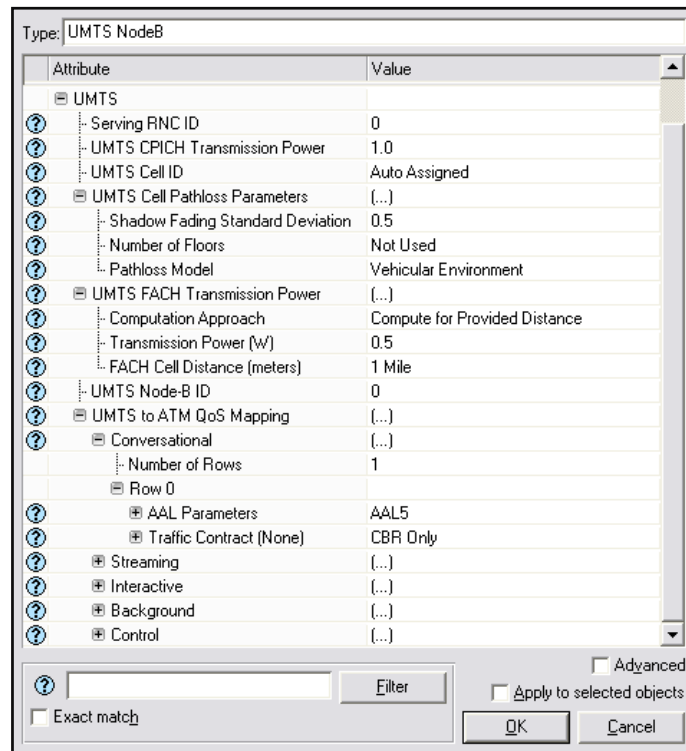 Type: UMTS NodeB
Attribute Value
UMTS
Serving RNC ID 0
UMTS CPICH Transmission Power 1.0
UMTS Cell ID Auto Assigned
UMTS Cell Pathloss Parameters (...)
Shadow Fading Standard Deviation 0.5
Number of Floors Not Used
Pathloss Model Vehicular Environment
UMTS FACH Transmission Power (...)
Computation Approach Compute for Provided Distance
Transmission Power (W) 0.5
FACH Cell Distance (meters) 1 Mile
UMTS Node-B ID 0
UMTS to ATM QoS Mapping (...)
Conversational (...)
Number of Rows 1
Row 0
AAL Parameters AAL5
Traffic Contract (None) CBR Only
Streaming (...)
Interactive (...)
Background (...)
Control (...)
Advanced
Filter
Apply to selected objects
Exact match
OK Cancel